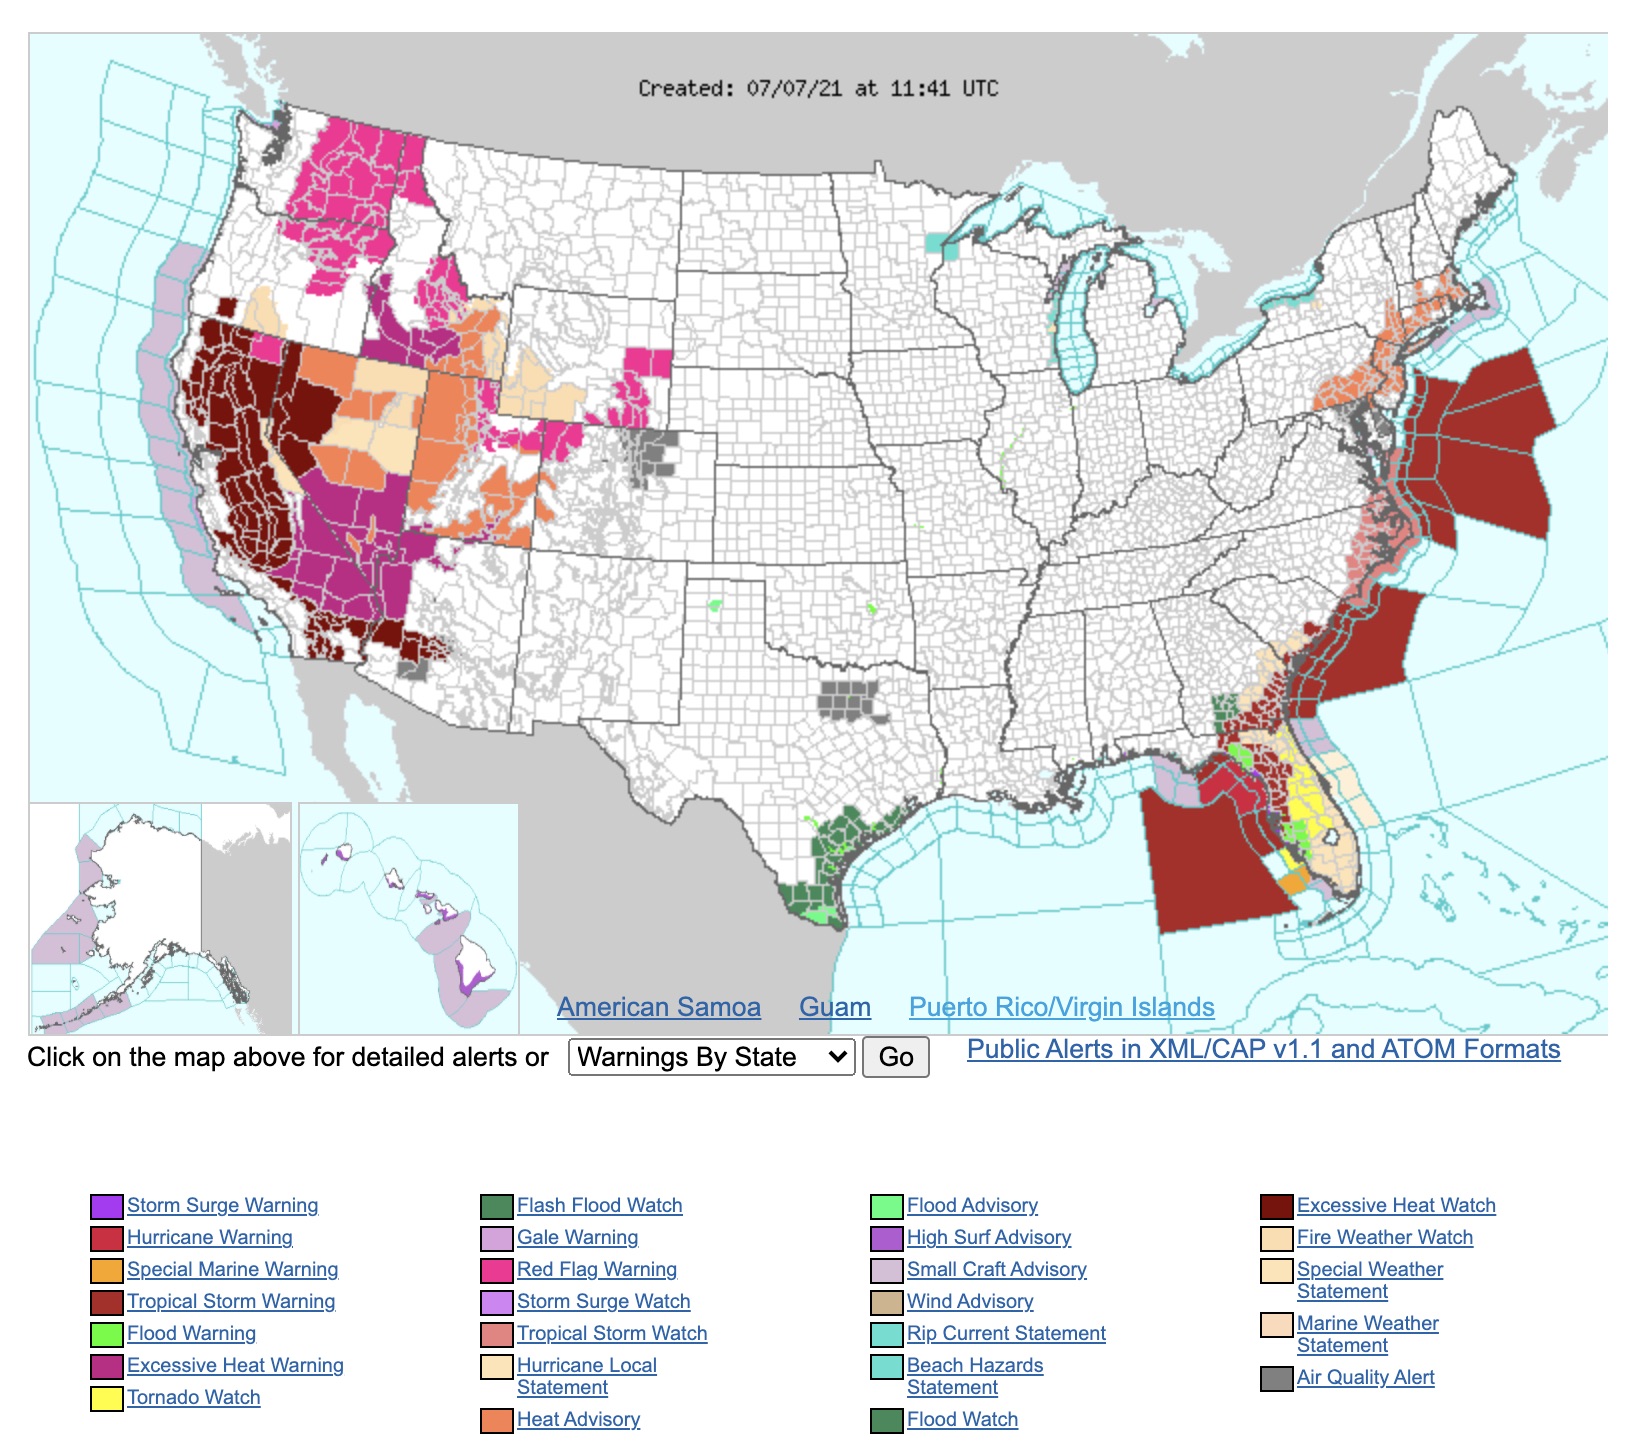 Created: 07/07/21 at 11:41 UTC
American Samoa Guam Puerto Rico/Virgin Islands
Click on the map above for detailed alerts or Warnings By State Go Public Alerts in XML/CAP v1.1 and ATOM Formats
Storm Surge Warning
Hurricane Warning
Special Marine Warning
Tropical Storm Warning
Flood Warning
Excessive Heat Warning
Tornado Watch
Flash Flood Watch
Gale Warning
Red Flag Warning
Storm Surge Watch
Tropical Storm Watch
Hurricane Local
Statement
Heat Advisory
Flood Advisory
High Surf Advisory
Small Craft Advisory
Wind Advisory
Rip Current Statement
Beach Hazards
Statement
Flood Watch
Excessive Heat Watch
Fire Weather Watch
Special Weather
Statement
Marine Weather
Statement
Air Quality Alert